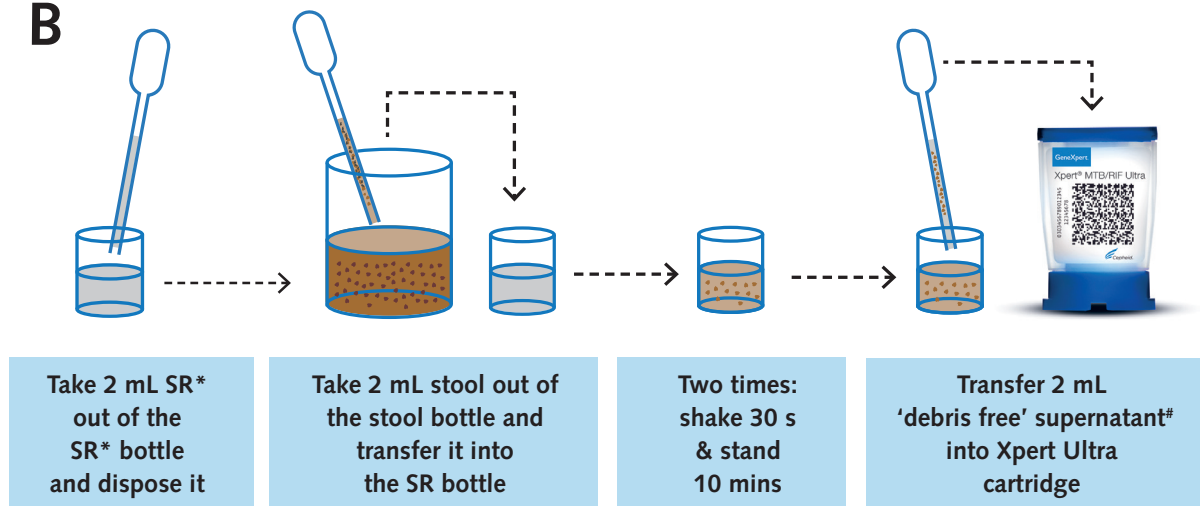 B
GeneXpert
Xpert® MTB/RIF Ultra
Cepheid
Take 2 mL SR*
out of the
SR* bottle
and dispose it
Take 2 mL stool out of
the stool bottle and
transfer it into
the SR bottle
Two times:
shake 30 s
& stand
10 mins
Transfer 2 mL
‘debris free’ supernatant#
into Xpert Ultra
cartridge